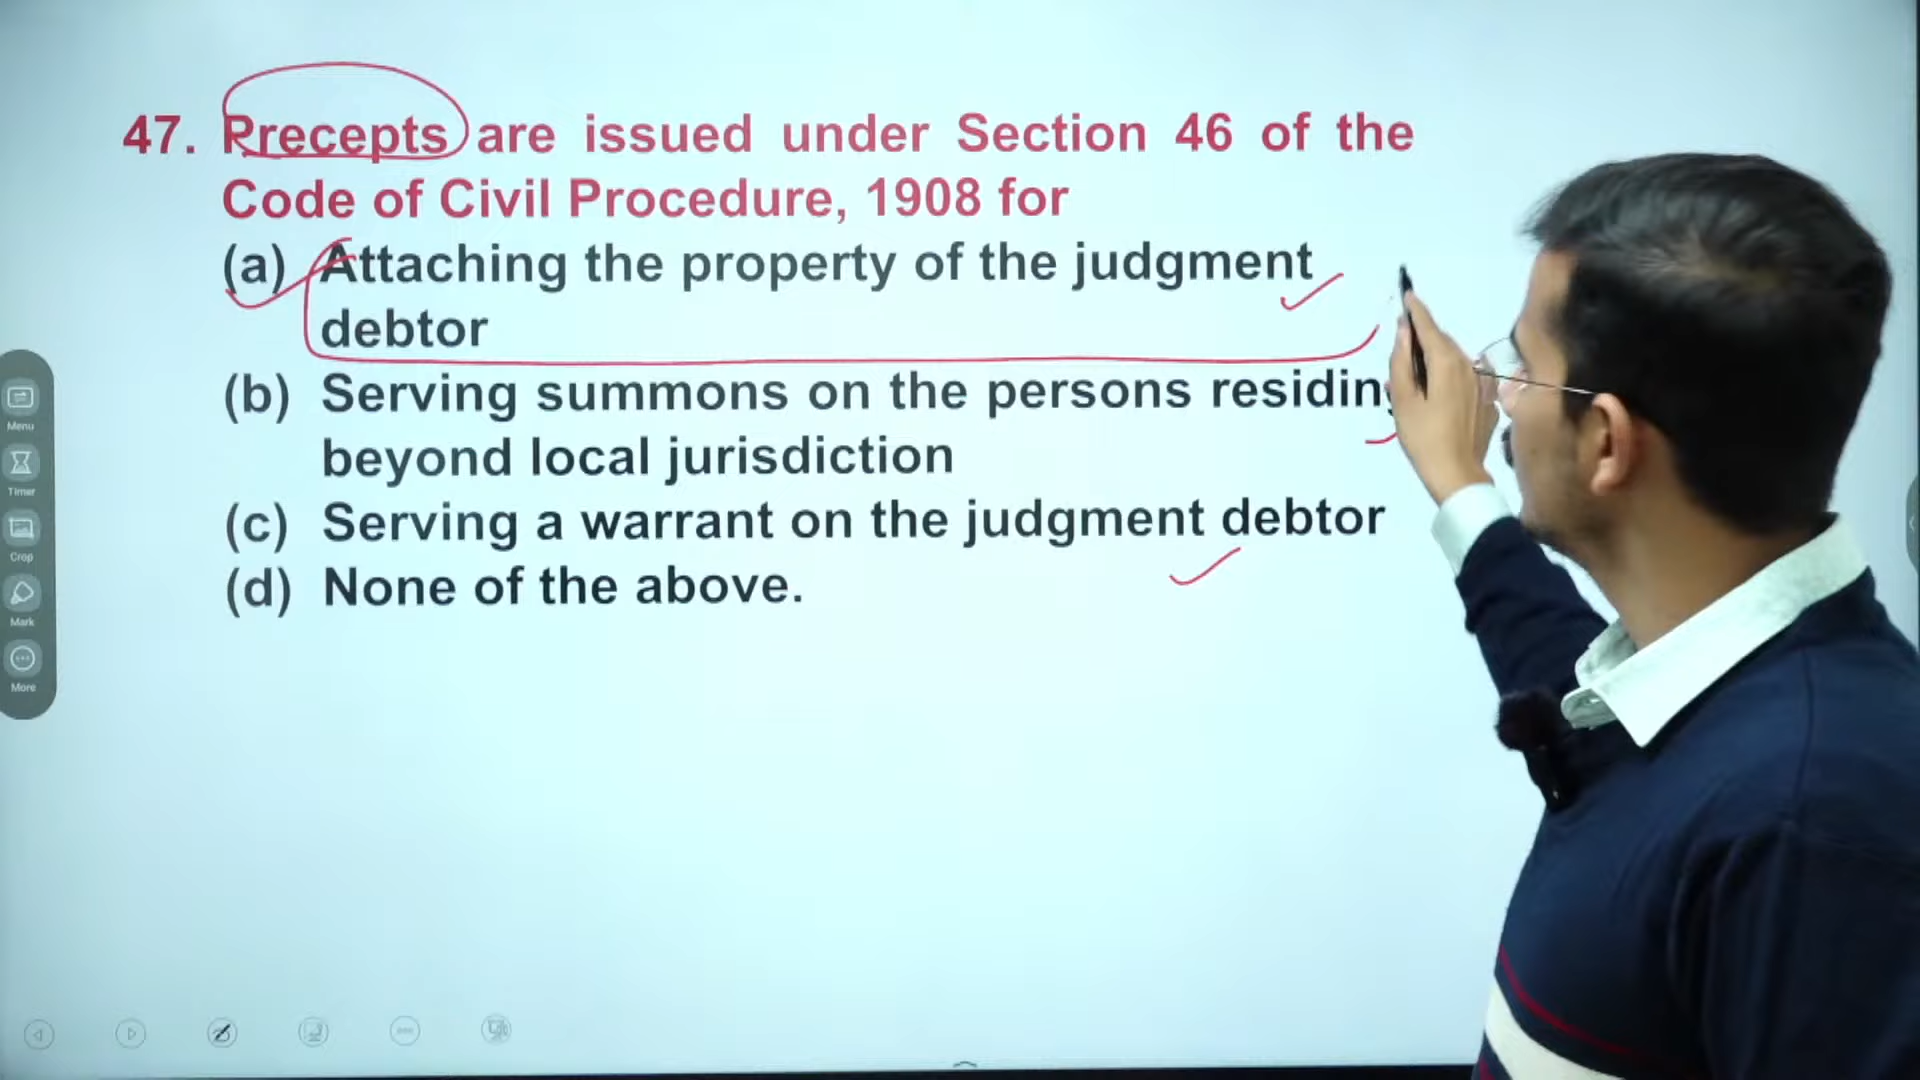 47. Precepts are issued under Section 46 of the
Code of Civil Procedure, 1908 for
(a) Attaching the property of the judgment
debtor
(b) Serving summons on the persons residing
beyond local jurisdiction
(c) Serving a warrant on the judgment debtor
(d) None of the above.
Menu
Timer
Crop
Mark
More